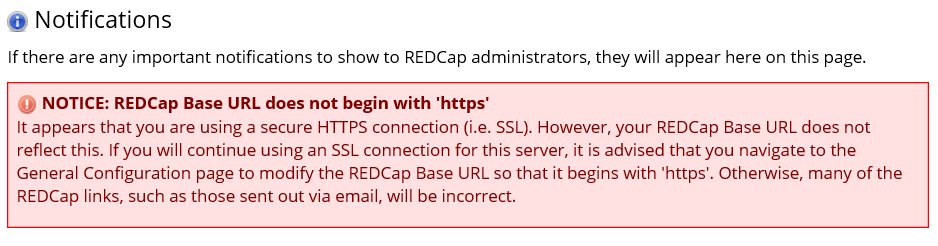 Notifications
If there are any important notifications to show to REDCap administrators, they will appear here on this page.
NOTICE: REDCap Base URL does not begin with 'https'
It appears that you are using a secure HTTPS connection (i.e. SSL). However, your REDCap Base URL does not
reflect this. If you will continue using an SSL connection for this server, it is advised that you navigate to the
General Configuration page to modify the REDCap Base URL so that it begins with 'https'. Otherwise, many of the
REDCap links, such as those sent out via email, will be incorrect.